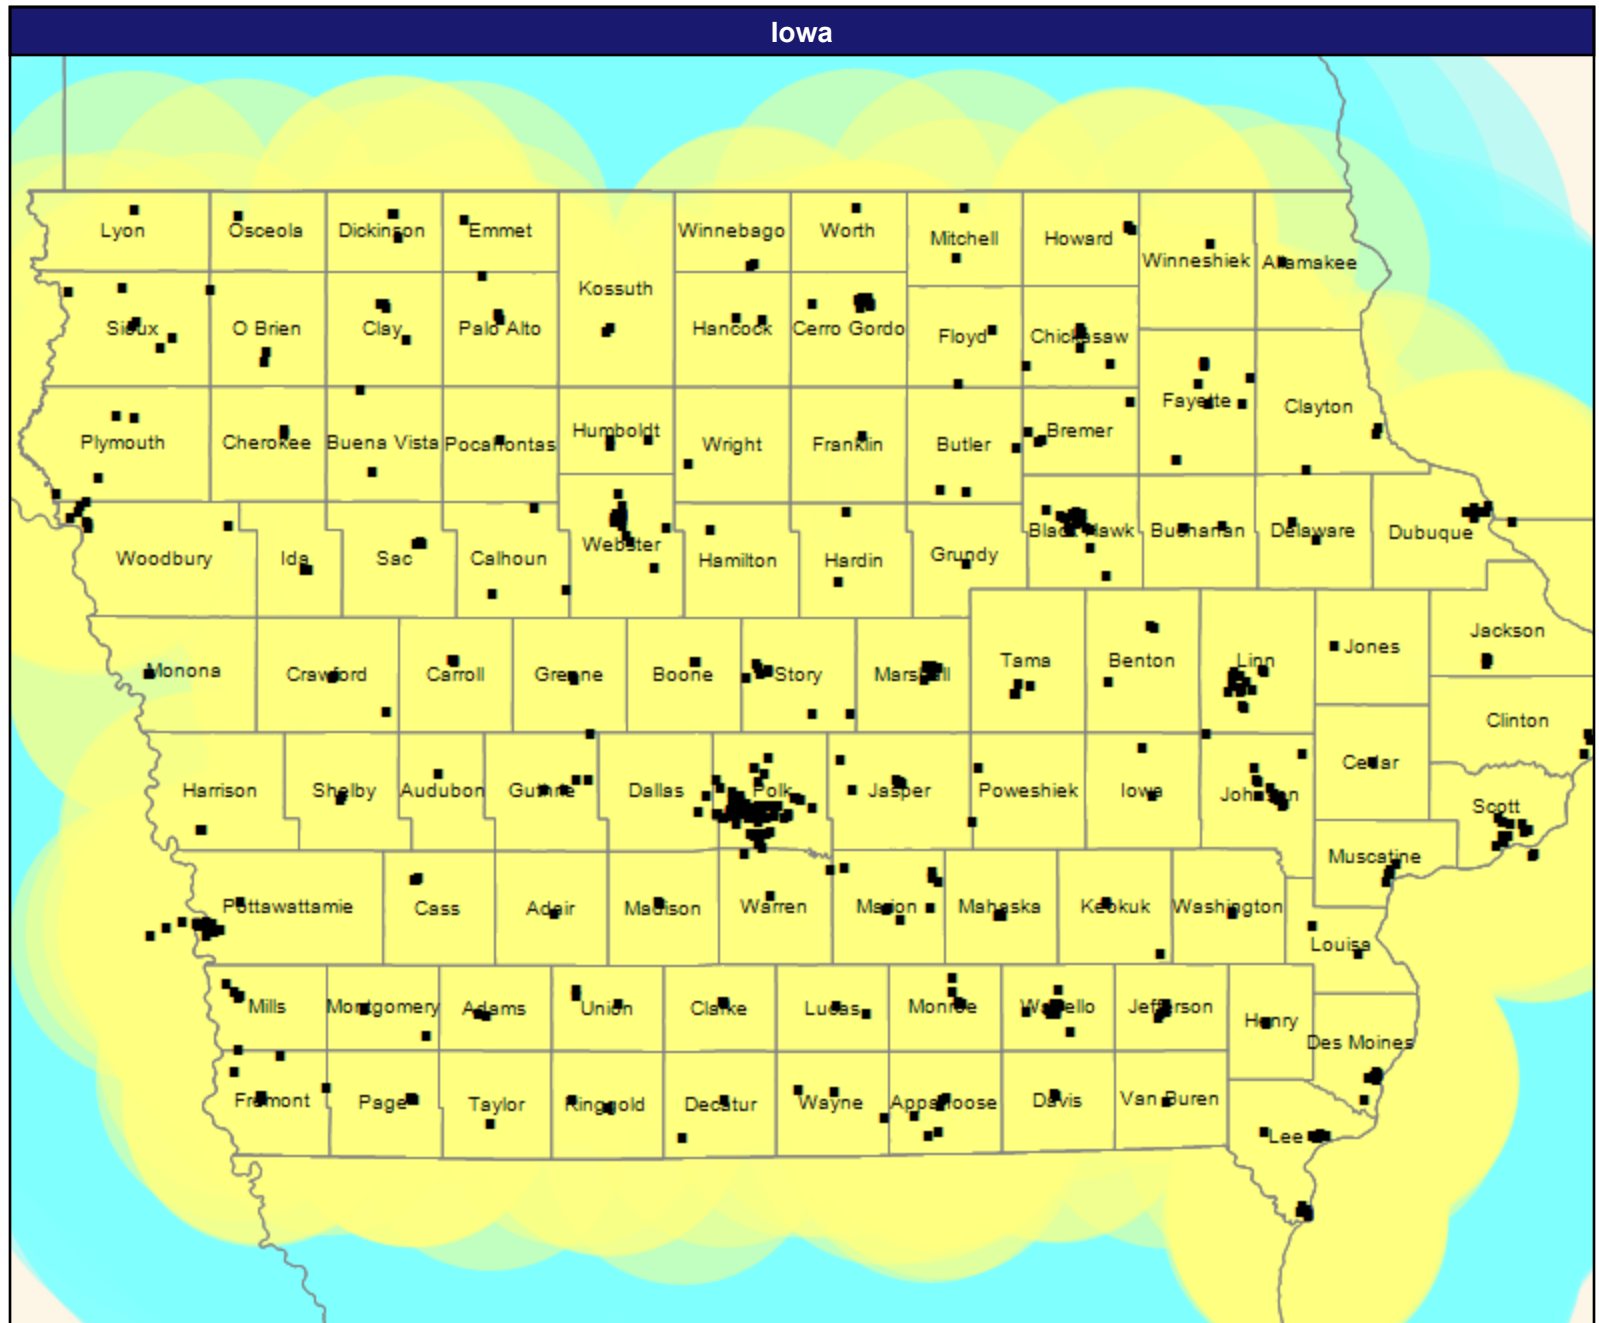 Iowa
Lyon
Osceola
Dickinson
Emmet
Winnebago
Worth
Mitchell
Howard
Winneshiek
Allamakee
Kossuth
Sioux
O Brien
Clay
Palo Alto
Hancock
Cerro Gordo
Floyd
Chickasaw
Fayette
Clayton
Plymouth
Cherokee
Buena Vista
Pocahontas
Humboldt
Wright
Franklin
Butler
Bremer
Woodbury
Ida
Sac
Calhoun
Webster
Hamilton
Hardin
Grundy
Black Hawk
Buchanan
Delaware
Dubuque
Monona
Crawford
Carroll
Greene
Boone
Story
Marshall
Tama
Benton
Linn
Jones
Jackson
Clinton
Harrison
Shelby
Audubon
Guthrie
Dallas
Polk
Jasper
Poweshiek
Iowa
Johnson
Cedar
Scott
Muscatine
Pottawattamie
Cass
Adair
Madison
Warren
Marion
Mahaska
Keokuk
Washington
Louisa
Mills
Montgomery
Adams
Union
Clarke
Lucas
Monroe
Wapello
Jefferson
Henry
Des Moines
Fremont
Page
Taylor
Ringgold
Decatur
Wayne
Appanoose
Davis
Van Buren
Lee